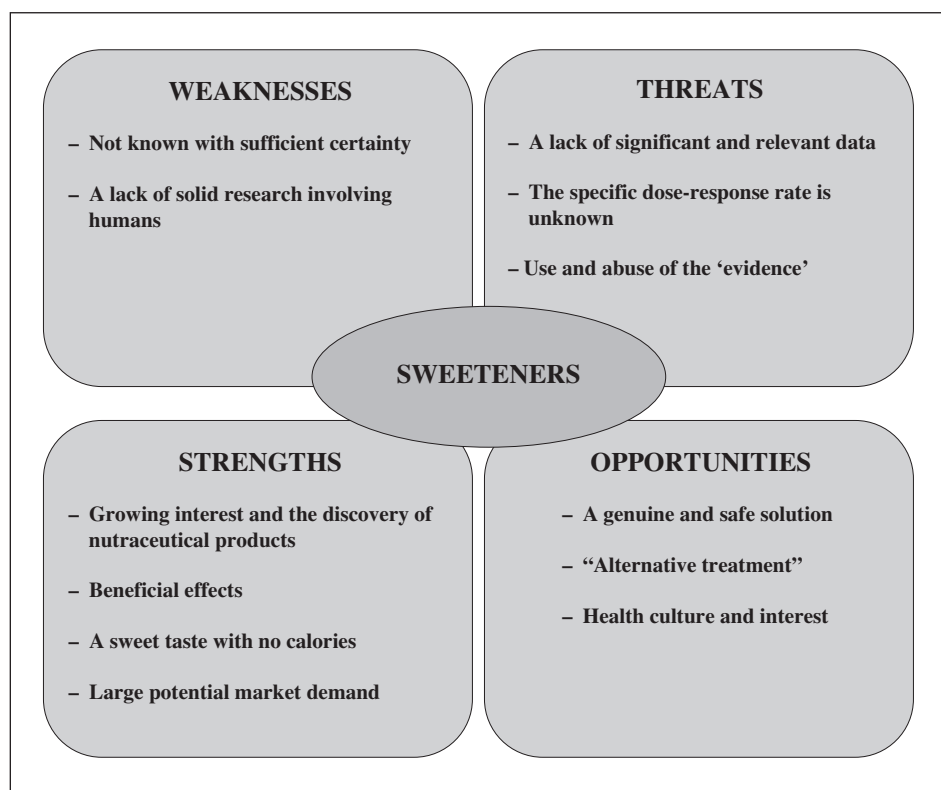 WEAKNESSES
– Not known with sufficient certainty
– A lack of solid research involving
humans
THREATS
– A lack of significant and relevant data
– The specific dose-response rate is
unknown
– Use and abuse of the ‘evidence’
SWEETENERS
STRENGTHS
– Growing interest and the discovery of
nutraceutical products
– Beneficial effects
– A sweet taste with no calories
– Large potential market demand
OPPORTUNITIES
– A genuine and safe solution
– “Alternative treatment”
– Health culture and interest